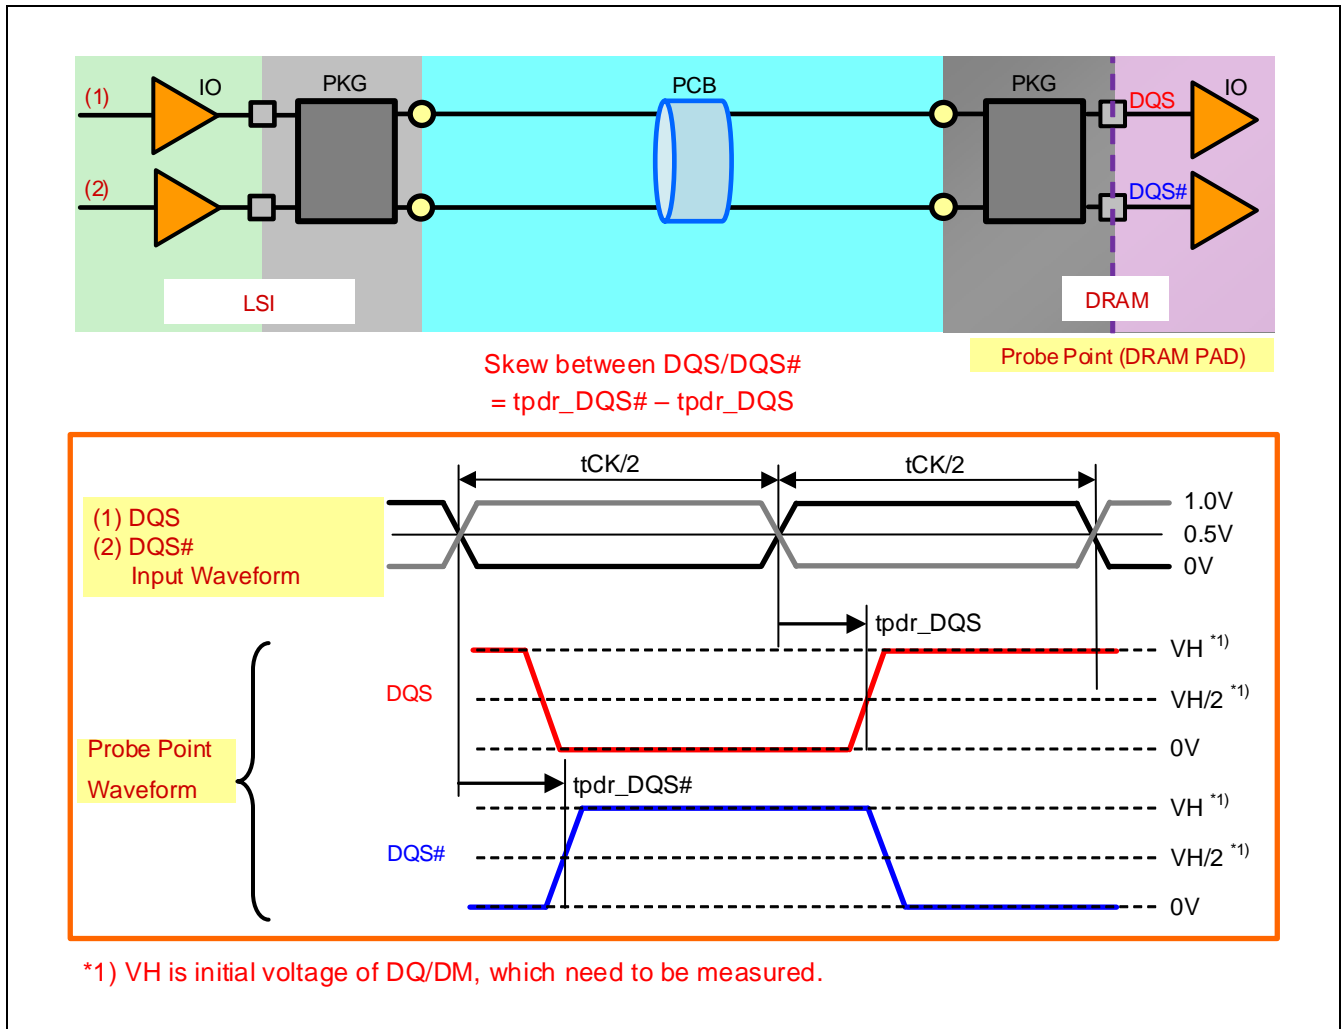 IO
PKG
PCB
PKG
IO
(1)
DQS
(2)
DQS#
LSI
DRAM
Skew between DQS/DQS#
= tpdr_DQS# – tpdr_DQS
Probe Point (DRAM PAD)
tCK/2
tCK/2
(1) DQS
(2) DQS#
Input Waveform
1.0V
0.5V
0V
tpdr_DQS
VH *1)
DQS
VH/2 *1)
0V
Probe Point
Waveform
tpdr_DQS#
VH *1)
DQS#
VH/2 *1)
0V
*1) VH is initial voltage of DQ/DM, which need to be measured.